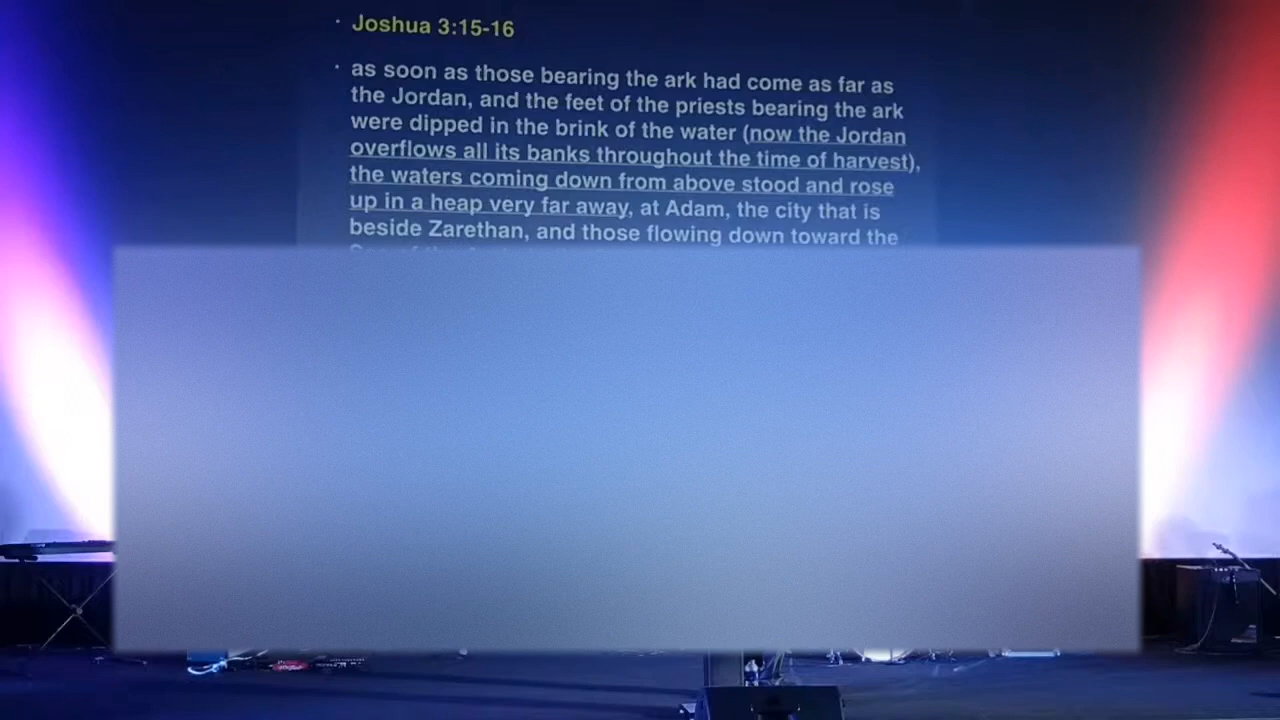 · Joshua 3:15-16
· as soon as those bearing the ark had come as far as
the Jordan, and the feet of the priests bearing the ark
were dipped in the brink of the water (now the Jordan
overflows all its banks throughout the time of harvest),
the waters coming down from above stood and rose
up in a heap very far away, at Adam, the city that is
beside Zarethan, and those flowing down toward the